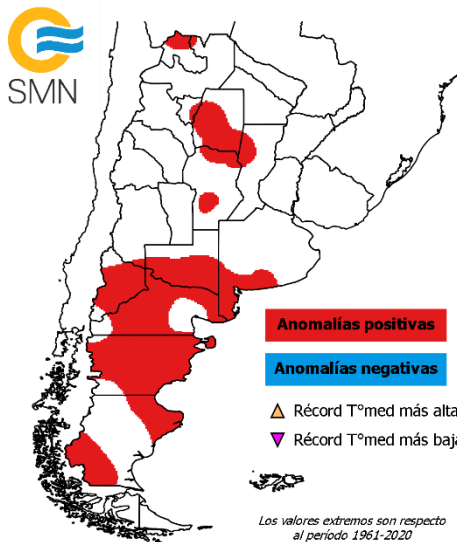 SMN
Anomalías positivas
Anomalías negativas
Récord T°med más alta
Récord T°med más baja
Los valores extremos son respecto
al período 1961-2020